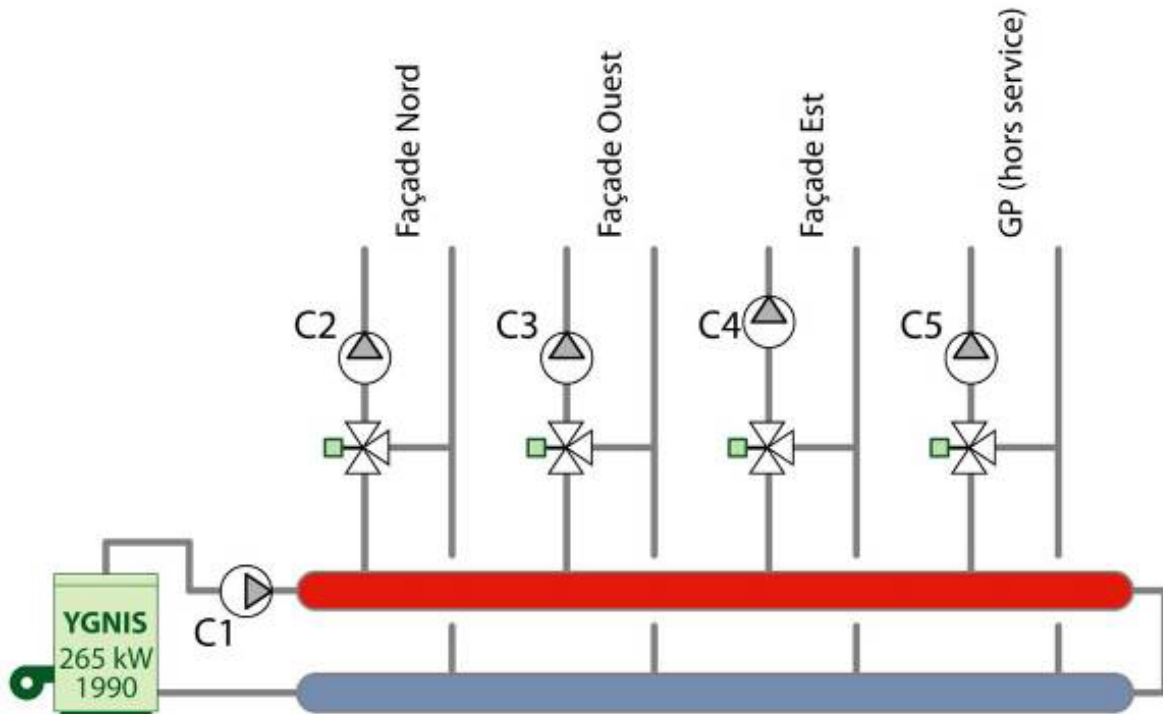 Façade Nord
Façade Ouest
Façade Est
GP (hors service)
C2
C3
C4
C5
C1
YGNIS
265 kW
1990